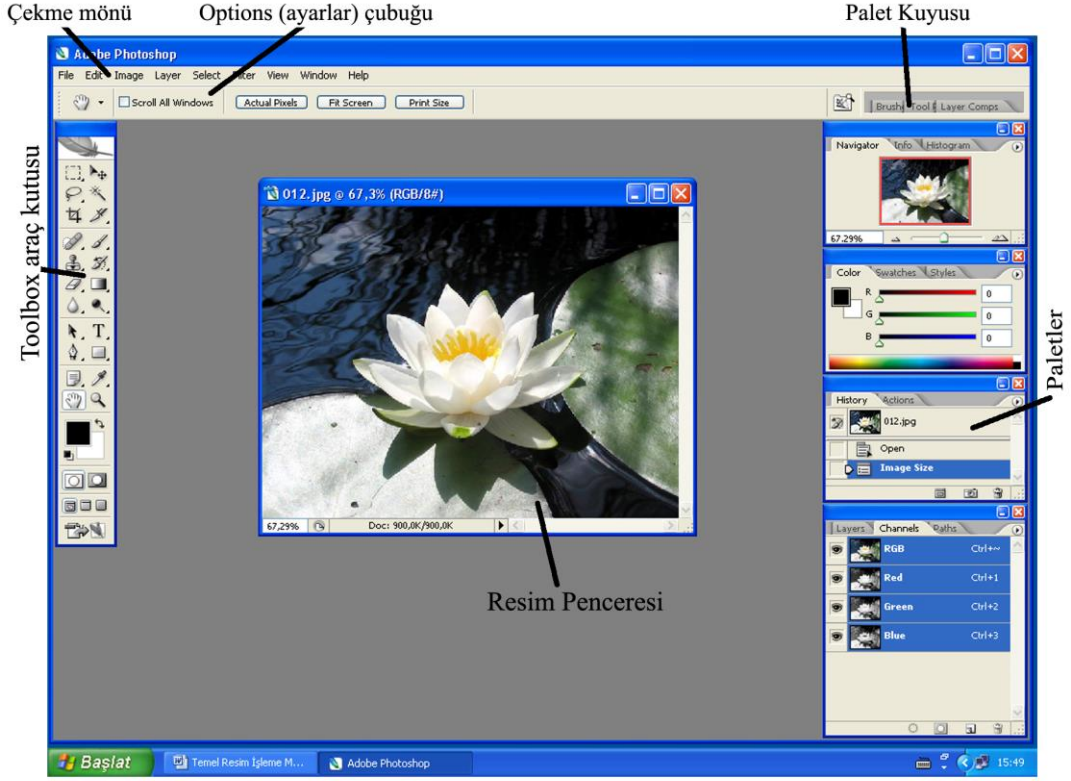 Çekme mönü
Options (ayarlar) çubuğu
Palet Kuyusu
Adobe Photoshop
File Edit Image Layer Select Filter View Window Help
Scroll All Windows
Actual Pixels
Fit Screen
Print Size
Layer Comps
Toolbox araç kutusu
012.jpg @ 67,3% (RGB/8#)
67,29%
Doc: 900,0K/900,0K
Resim Penceresi
Navigator Info Histogram
67.29%
Color Swatches Styles
R 0
G 0
B 0
History Actions
012.jpg
Open
Image Size
Paletler
Layers Channels Paths
RGB Ctrl+~
Red Ctrl+1
Green Ctrl+2
Blue Ctrl+3
Başlat
Temel Resim İşleme M...
Adobe Photoshop
15:49